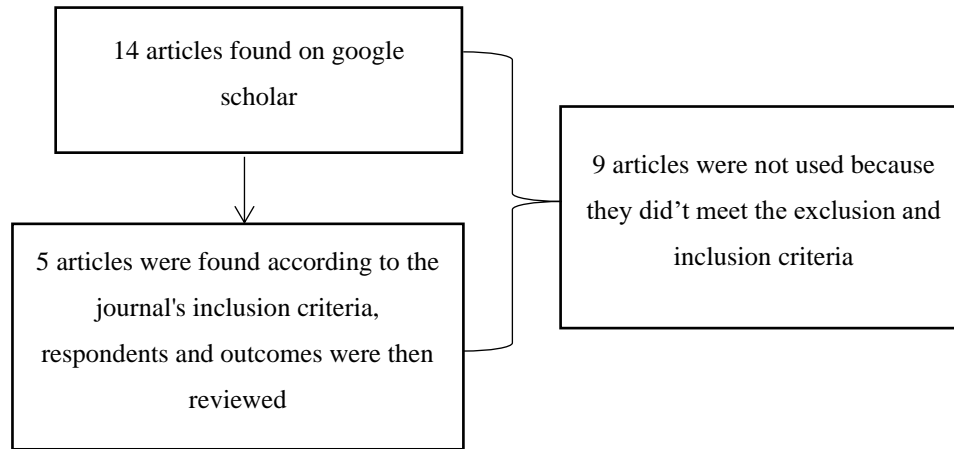 14 articles found on google
scholar
9 articles were not used because
they did't meet the exclusion and
inclusion criteria
5 articles were found according to the
journal's inclusion criteria,
respondents and outcomes were then
reviewed